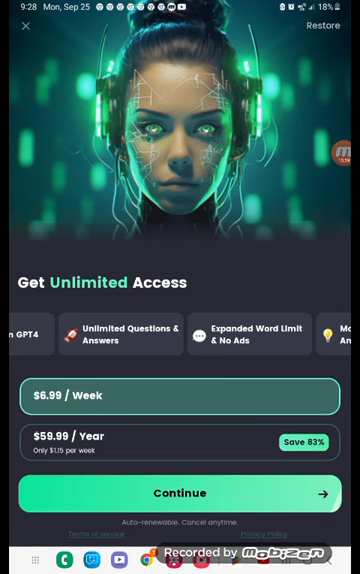 9:28 Mon, Sep 25
18%
Restore
Get Unlimited Access
n GPT4
Unlimited Questions &
Answers
Expanded Word Limit
& No Ads
$6.99 / Week
$59.99 / Year
Only $1.15 per week
Save 83%
Continue
Auto-renewable. Cancel anytime.
Terms of service
Privacy Policy
Recorded by mobizen